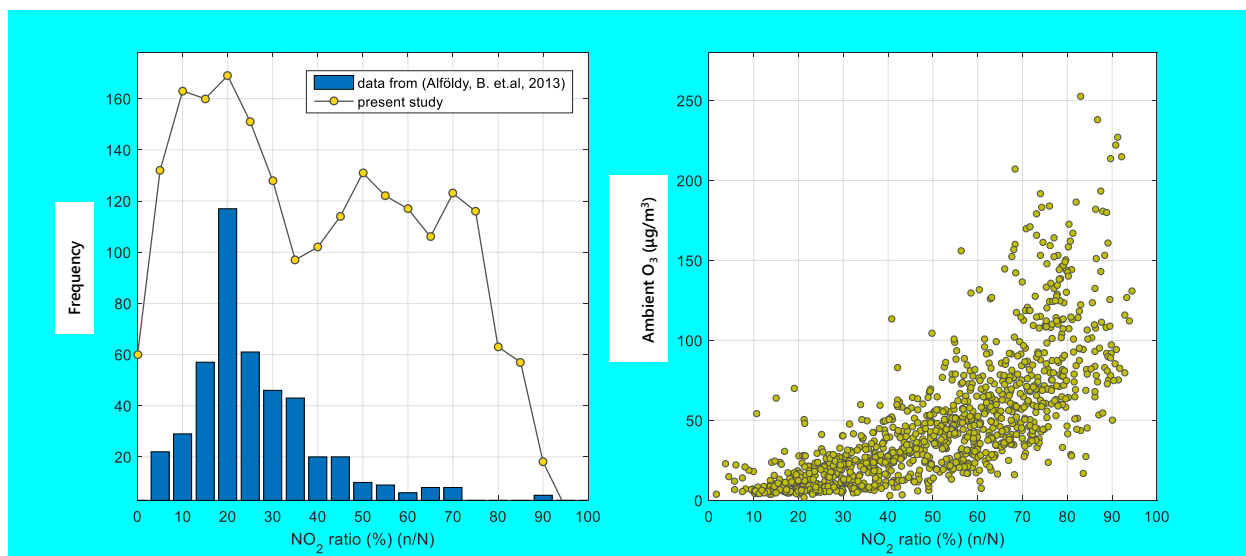 data from (Alföldy, B. et.al, 2013)
present study
Frequency
160
140
120
100
80
60
40
20
0 10 20 30 40 50 60 70 80 90 100
NO2 ratio (%) (n/N)
Ambient O3 (µg/m³)
250
200
150
100
50
0
0 10 20 30 40 50 60 70 80 90 100
NO2 ratio (%) (n/N)